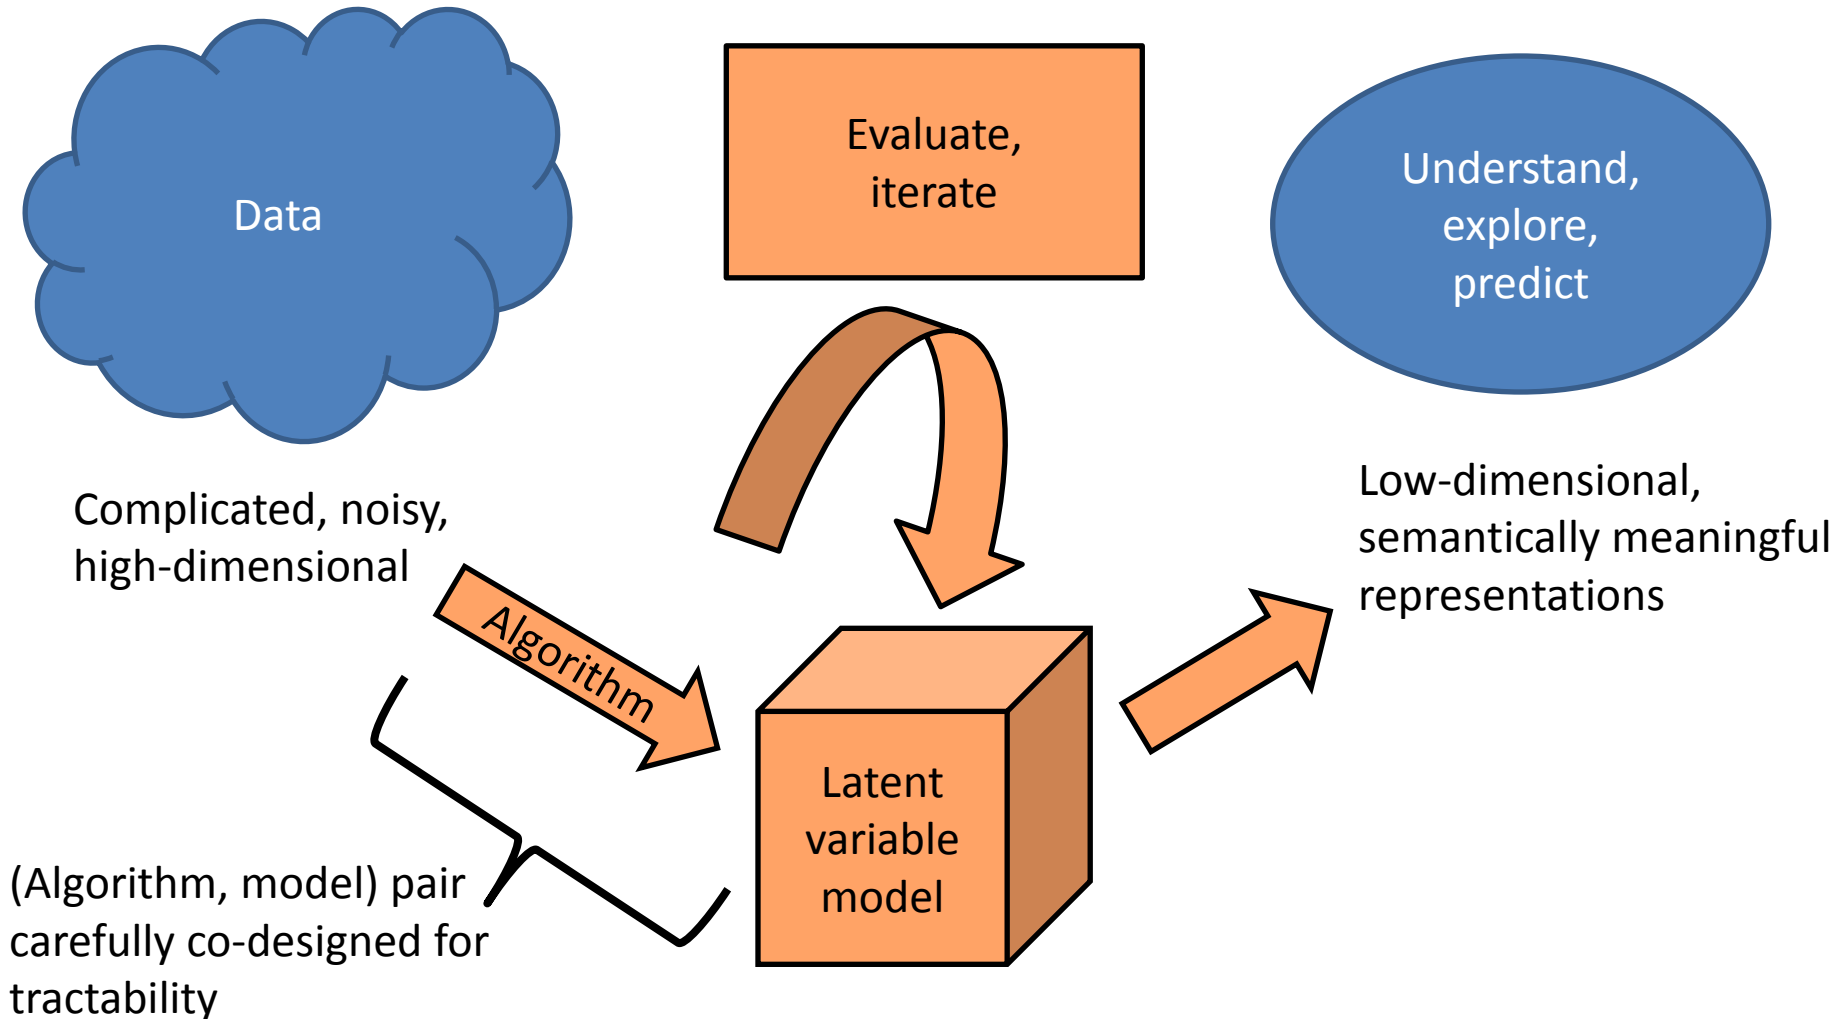 Data
Complicated, noisy,
high-dimensional
Evaluate,
iterate
Understand,
explore,
predict
Low-dimensional,
semantically meaningful
representations
Algorithm
Latent
variable
model
(Algorithm, model) pair
carefully co-designed for
tractability